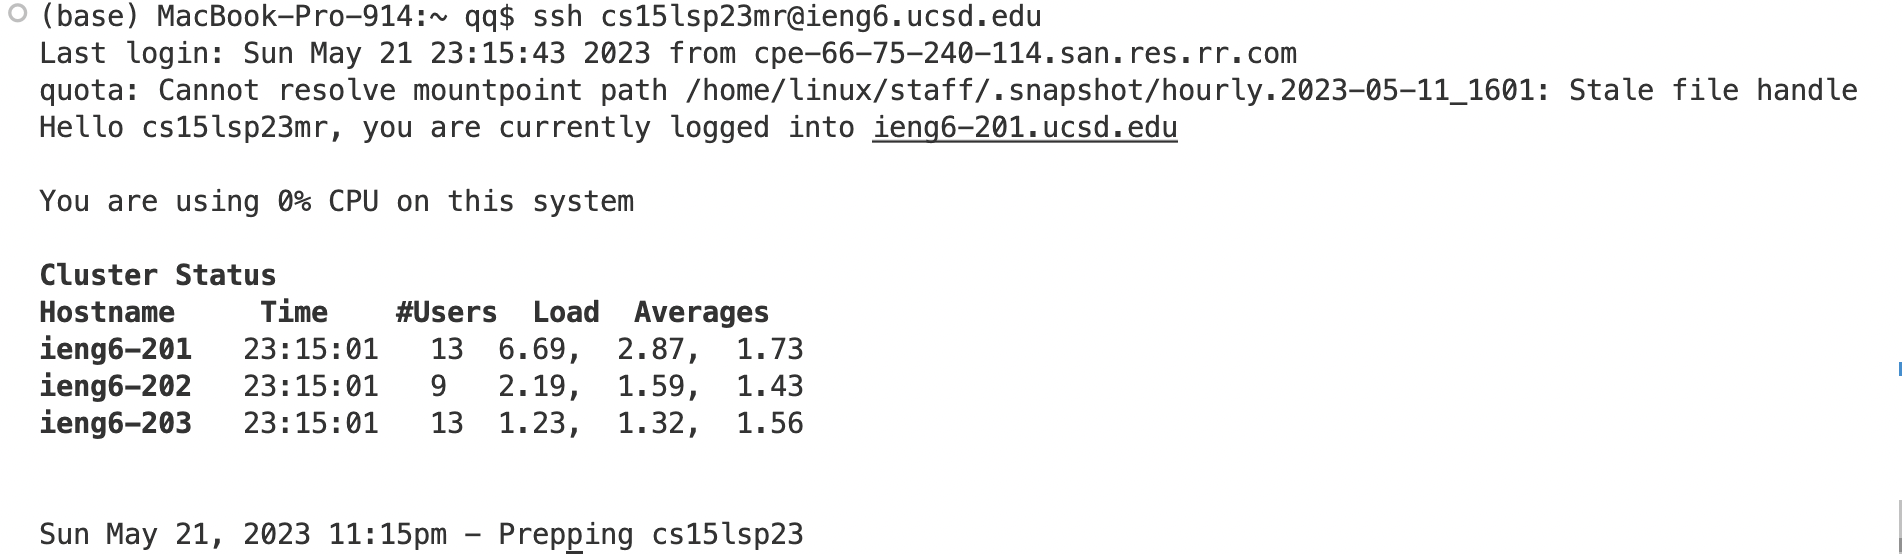 (base) MacBook-Pro-914:~ qq$ ssh cs15lsp23mr@ieng6.ucsd.edu
Last login: Sun May 21 23:15:43 2023 from cpe-66-75-240-114.san.res.rr.com
quota: Cannot resolve mountpoint path /home/linux/staff/.snapshot/hourly.2023-05-11_1601: Stale file handle
Hello cs15lsp23mr, you are currently logged into ieng6-201.ucsd.edu
You are using 0% CPU on this system
Cluster Status
Hostname     Time    #Users  Load  Averages
ieng6-201   23:15:01   13  6.69,  2.87,  1.73
ieng6-202   23:15:01   9   2.19,  1.59,  1.43
ieng6-203   23:15:01   13  1.23,  1.32,  1.56
Sun May 21, 2023 11:15pm - Prepping cs15lsp23